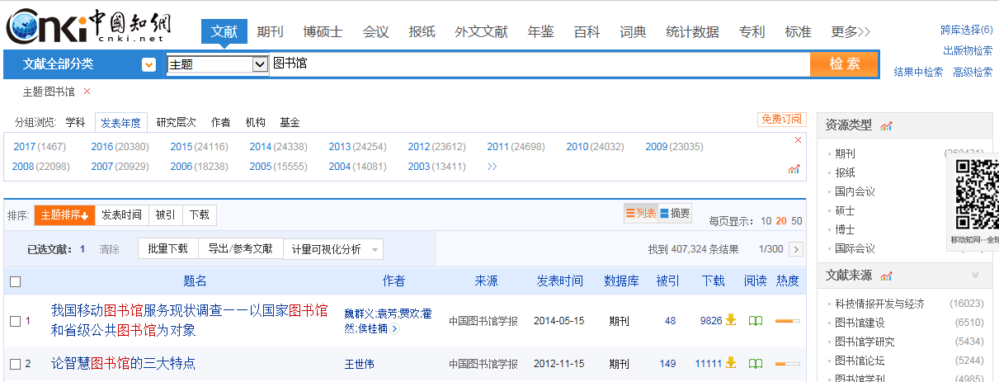 Cnki 中國知網
cnki.net
文献 期刊 博硕士 会议 报纸 外文文献 年鉴 百科 词典 统计数据 专利 标准 更多>>
跨库选择(6)
出版物检索
文献全部分类 主题 图书馆 检 索
结果中检索 高级检索
主题:图书馆 ×
分组浏览: 学科 发表年度 研究层次 作者 机构 基金 免费订阅
2017(1467) 2016(20380) 2015(24116) 2014(24338) 2013(24254) 2012(23612) 2011(24698) 2010(24032) 2009(23035)
2008(22098) 2007(20929) 2006(18238) 2005(15555) 2004(14081) 2003(13411) >>
排序: 主题排序↓ 发表时间 被引 下载 列表 摘要 每页显示: 10 20 50
已选文献: 1 清除 批量下载 导出/参考文献 计量可视化分析 找到 407,324 条结果 1/300 >
题名 作者 来源 发表时间 数据库 被引 下载 阅读 热度
1 我国移动图书馆服务现状调查——以国家图书馆
和省级公共图书馆为对象
魏群义;袁芳;贾欢;霍
然;侯桂楠
中国图书馆学报 2014-05-15 期刊 48 9826
2 论智慧图书馆的三大特点 王世伟 中国图书馆学报 2012-11-15 期刊 149 11111
资源类型
期刊
报纸
国内会议
硕士
博士
国际会议
移动知网--全球
文献来源
科技情报开发与经济 (16023)
图书馆建设 (6510)
图书馆学研究 (5434)
图书馆论坛 (5244)
图书馆学刊 (4985)